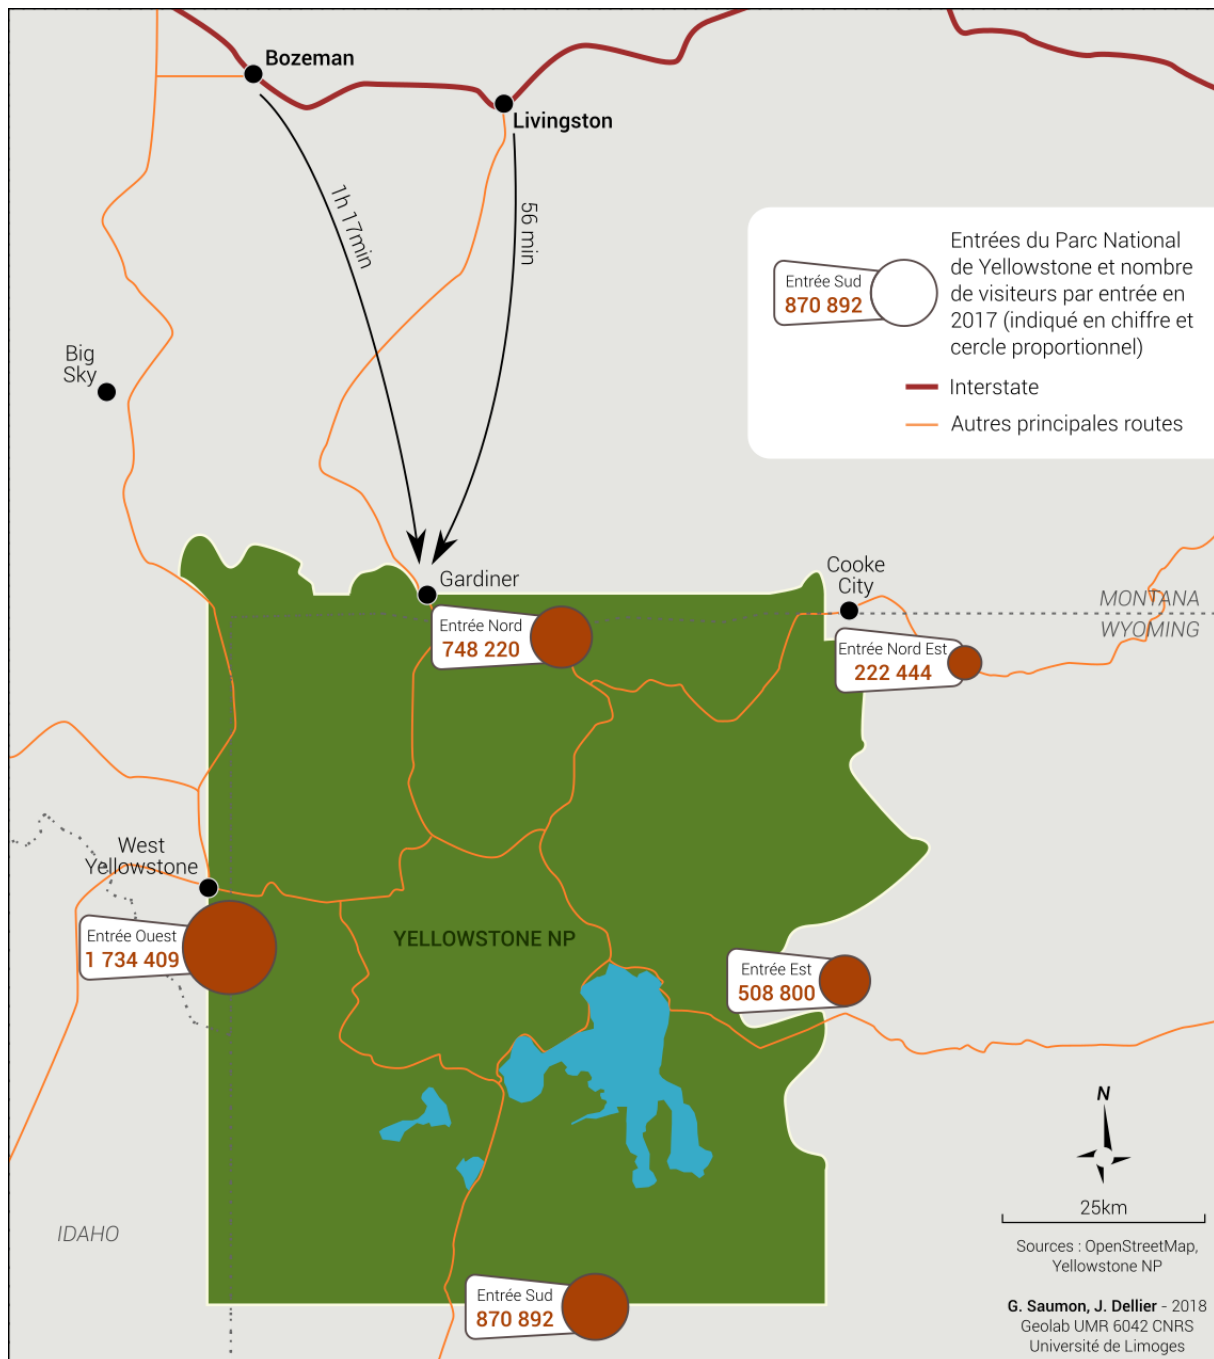 Bozeman
Livingston
1h 17min
56 min
Entrées du Parc National
de Yellowstone et nombre
de visiteurs par entrée en
2017 (indiqué en chiffre et
cercle proportionnel)
Entrée Sud
870 892
Interstate
Autres principales routes
Big
Sky
Gardiner
Cooke
City
MONTANA
WYOMING
Entrée Nord
748 220
Entrée Nord Est
222 444
West
Yellowstone
Entrée Ouest
1 734 409
YELLOWSTONE NP
Entrée Est
508 800
N
25km
IDAHO
Sources : OpenStreetMap,
Yellowstone NP
Entrée Sud
870 892
G. Saumon, J. Dellier - 2018
Geolab UMR 6042 CNRS
Université de Limoges